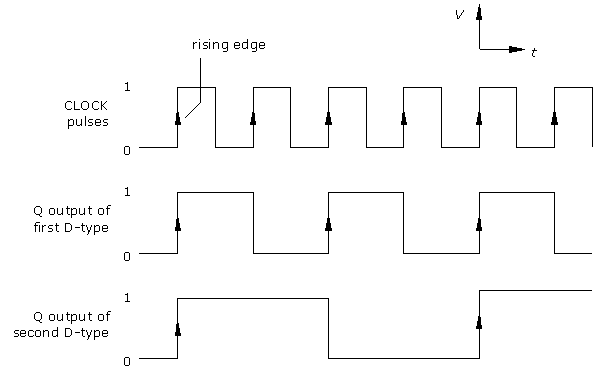 V
t
rising edge
1
CLOCK
pulses
0
1
Q output of
first D-type
0
1
Q output of
second D-type
0